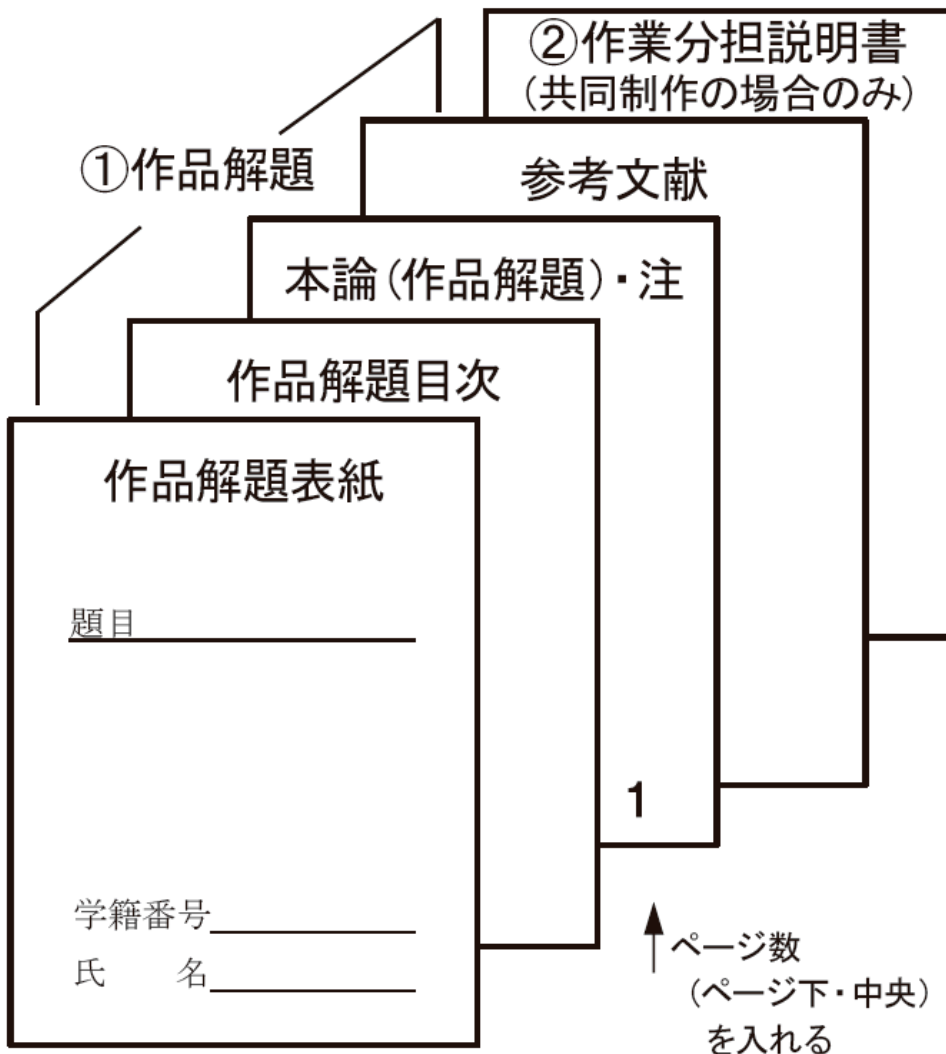 ②作業分担説明書
(共同制作の場合のみ)
①作品解題
参考文献
本論(作品解題)・注
作品解題目次
作品解題表紙
題目
学籍番号
氏　　名
1
ページ数
(ページ下・中央)
を入れる